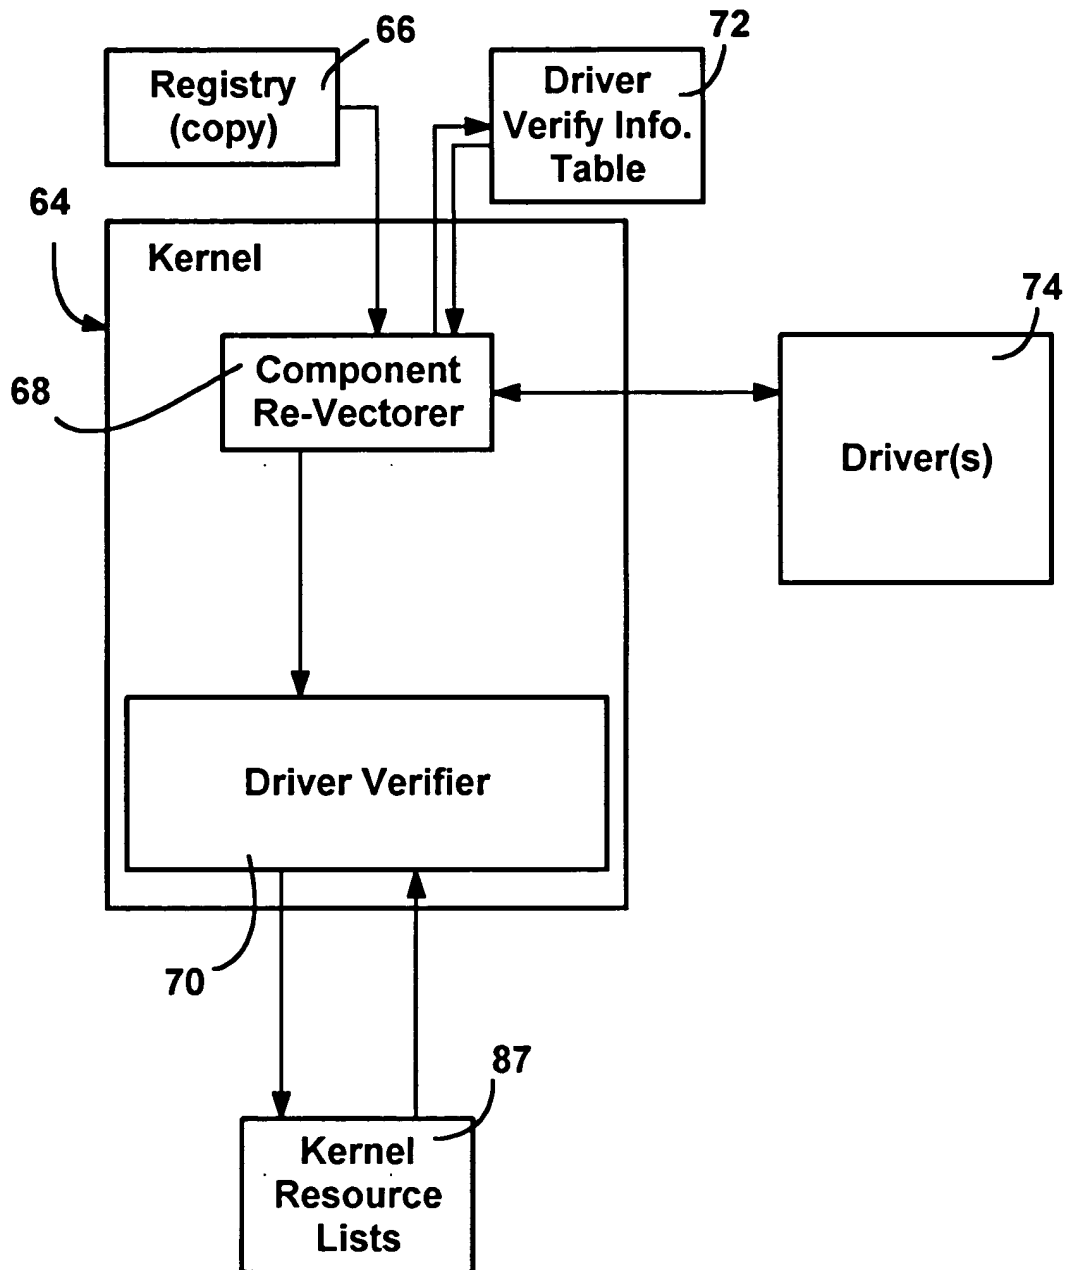 66
72
Registry
(copy)
Driver
Verify Info.
Table
64
Kernel
74
68
Component
Re-Vectorer
Driver(s)
Driver Verifier
70
87
Kernel
Resource
Lists